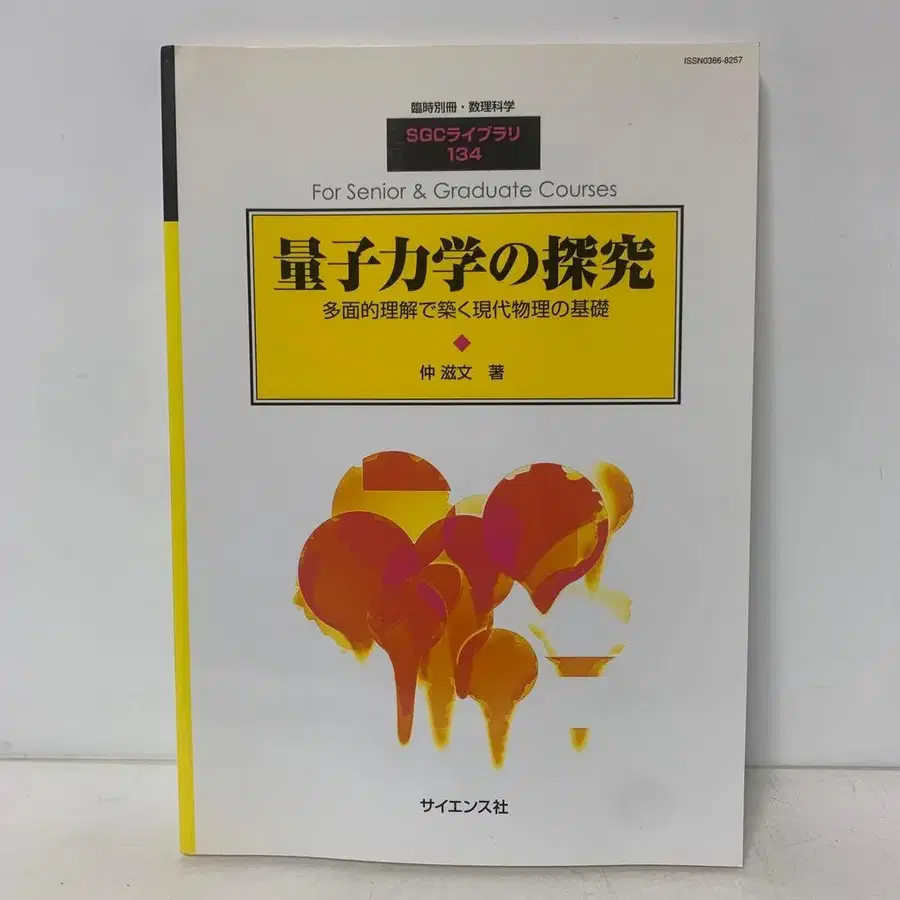 ISSN0386-8257
臨時別冊・数理科学
SGCライブラリ
134
For Senior & Graduate Courses
量子力学の探究
多面的理解で築く現代物理の基礎
仲 滋文 著
サイエンス社